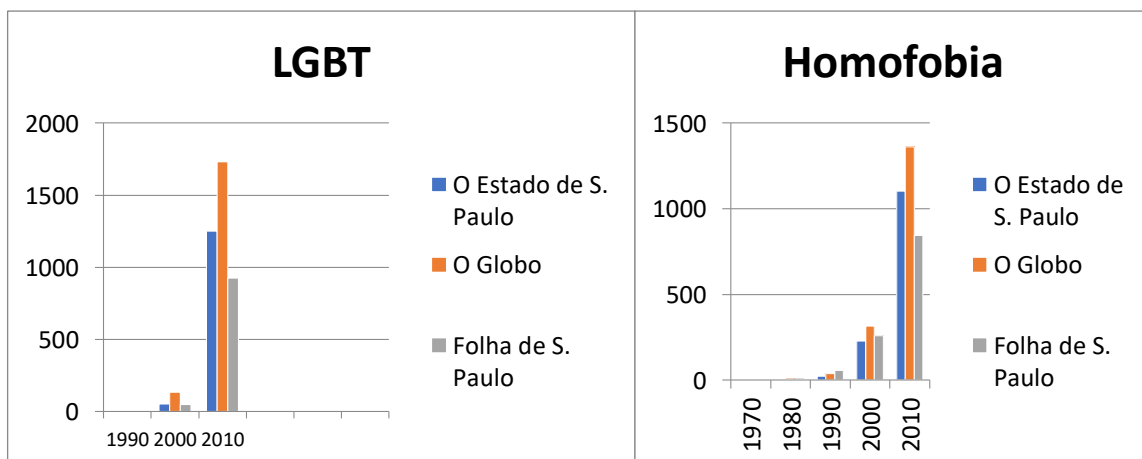 LGBT
2000
1500
1000
500
0
1990 2000 2010
O Estado de S.
Paulo
O Globo
Folha de S.
Paulo
Homofobia
1500
1000
500
0
1970
1980
1990
2000
2010
O Estado de
S. Paulo
O Globo
Folha de S.
Paulo